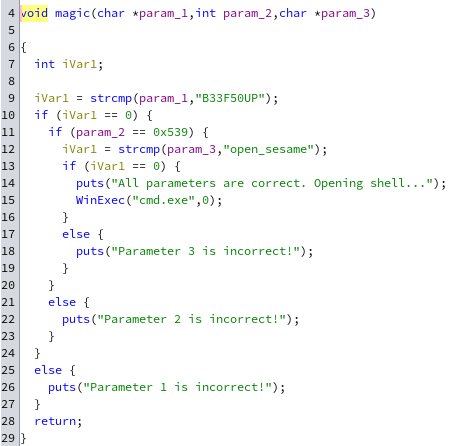 4 void magic(char *param_1,int param_2,char *param_3)
5
6 {
7   int iVar1;
8
9   iVar1 = strcmp(param_1,"B33F50UP");
10   if (iVar1 == 0) {
11     if (param_2 == 0x539) {
12       iVar1 = strcmp(param_3,"open_sesame");
13       if (iVar1 == 0) {
14         puts("All parameters are correct. Opening shell...");
15         WinExec("cmd.exe",0);
16       }
17       else {
18         puts("Parameter 3 is incorrect!");
19       }
20     }
21     else {
22       puts("Parameter 2 is incorrect!");
23     }
24   }
25   else {
26     puts("Parameter 1 is incorrect!");
27   }
28   return;
29 }